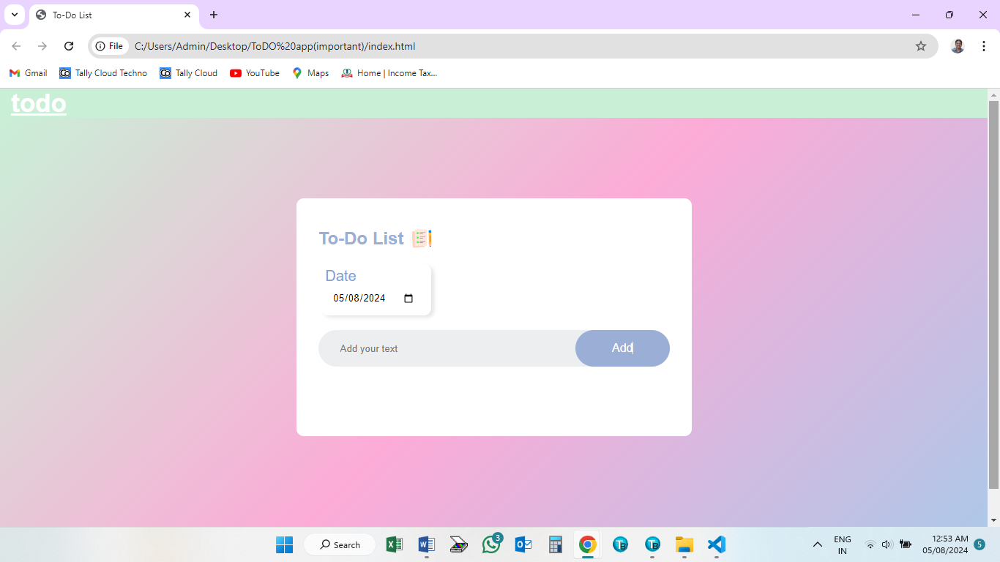 To-Do List
File C:/Users/Admin/Desktop/ToDO%20app(important)/index.html
Gmail Tally Cloud Techno Tally Cloud YouTube Maps Home | Income Tax...
todo
To-Do List
Date
05/08/2024
Add your text Add
Search 3 ENG 12:53 AM
IN 05/08/2024 5